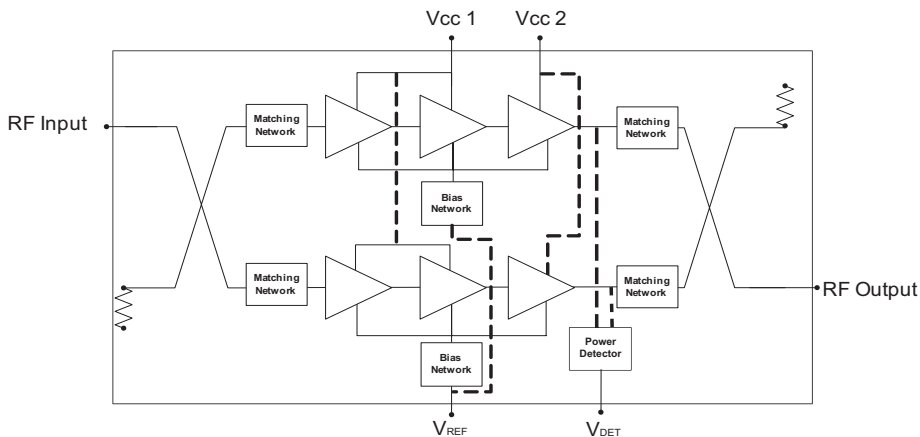 Vcc 1
Vcc 2
RF Input
Matching
Network
Matching
Network
Bias
Network
Matching
Network
Matching
Network
RF Output
Bias
Network
Power
Detector
VREF
VDET